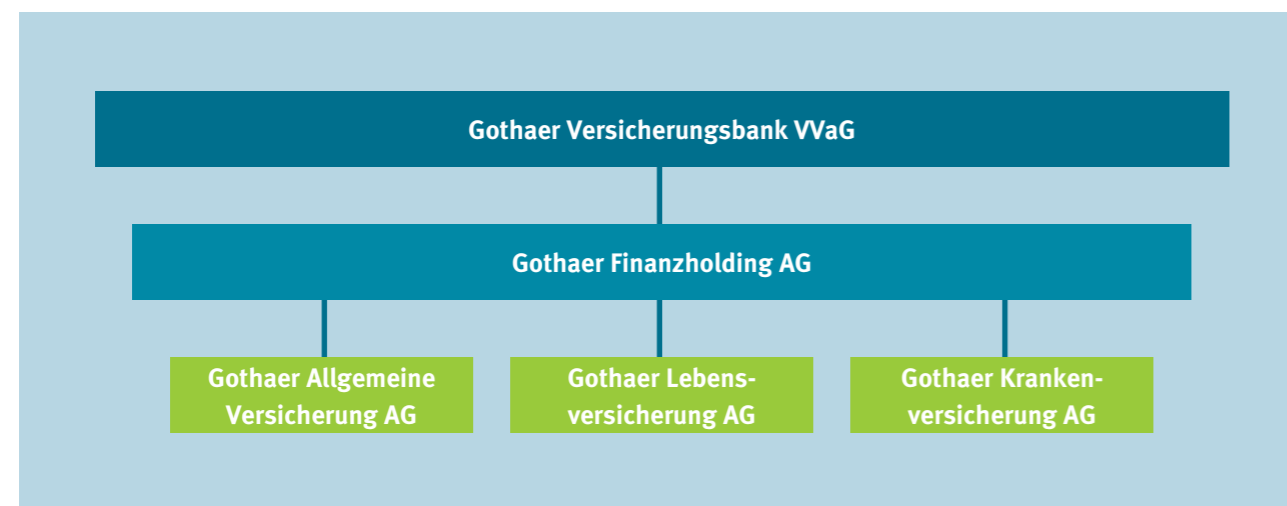 Gothaer Versicherungsbank VVaG
Gothaer Finanzholding AG
Gothaer Allgemeine
Versicherung AG
Gothaer Lebens-
versicherung AG
Gothaer Kranken-
versicherung AG